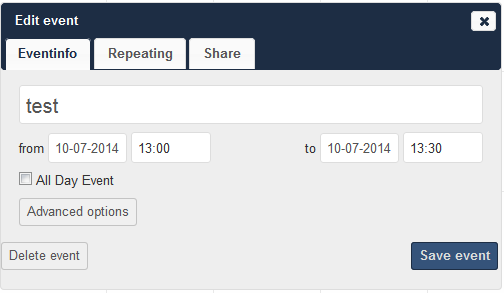 Edit event
Eventinfo Repeating Share
test
from 10-07-2014 13:00 to 10-07-2014 13:30
All Day Event
Advanced options
Delete event Save event